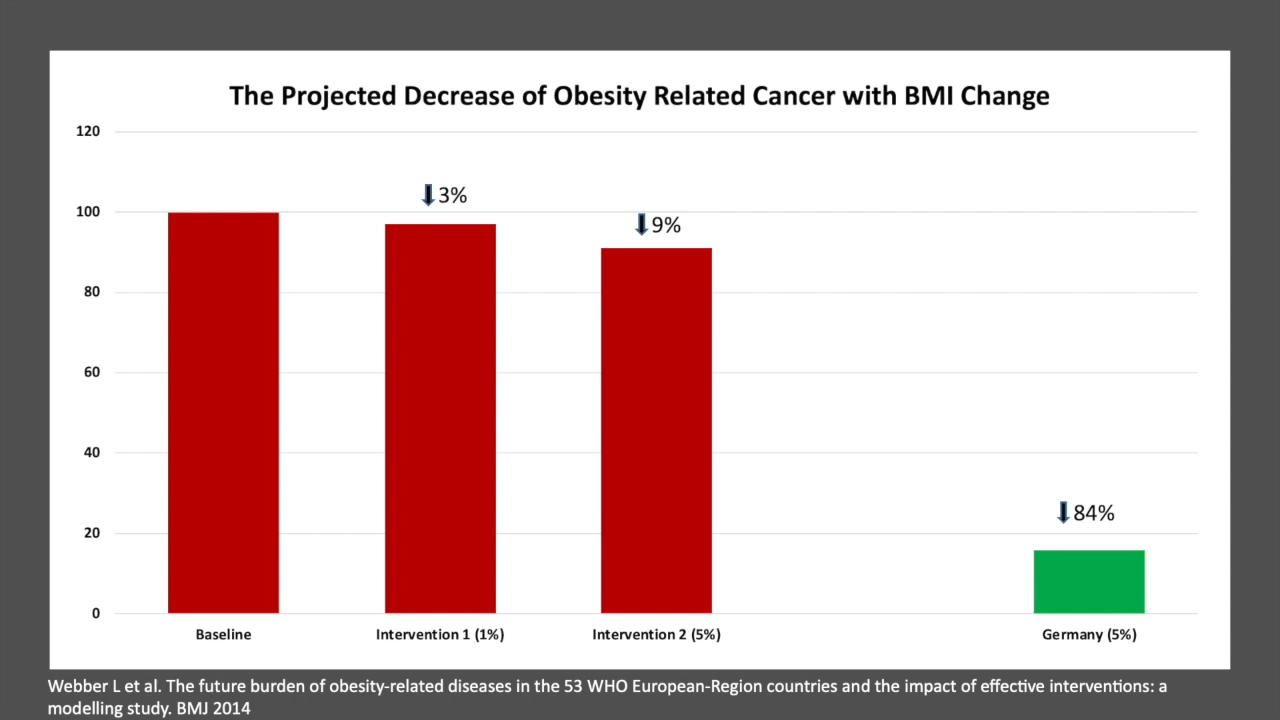 The Projected Decrease of Obesity Related Cancer with BMI Change
120
3%
100
9%
80
60
40
84%
20
0
Baseline
Intervention 1 (1%)
Intervention 2 (5%)
Germany (5%)
Webber L et al. The future burden of obesity-related diseases in the 53 WHO European-Region countries and the impact of effective interventions: a
modelling study. BMJ 2014